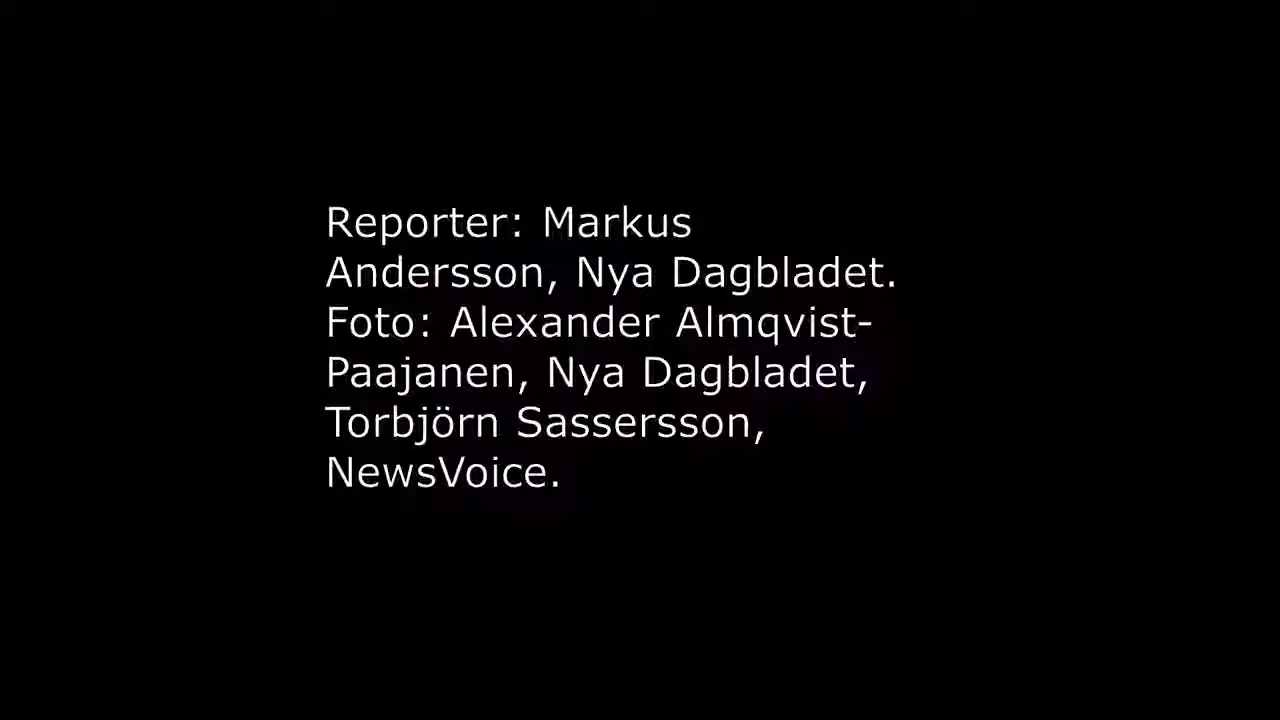 Reporter: Markus
Andersson, Nya Dagbladet.
Foto: Alexander Almqvist-
Paajanen, Nya Dagbladet,
Torbjörn Sassersson,
NewsVoice.